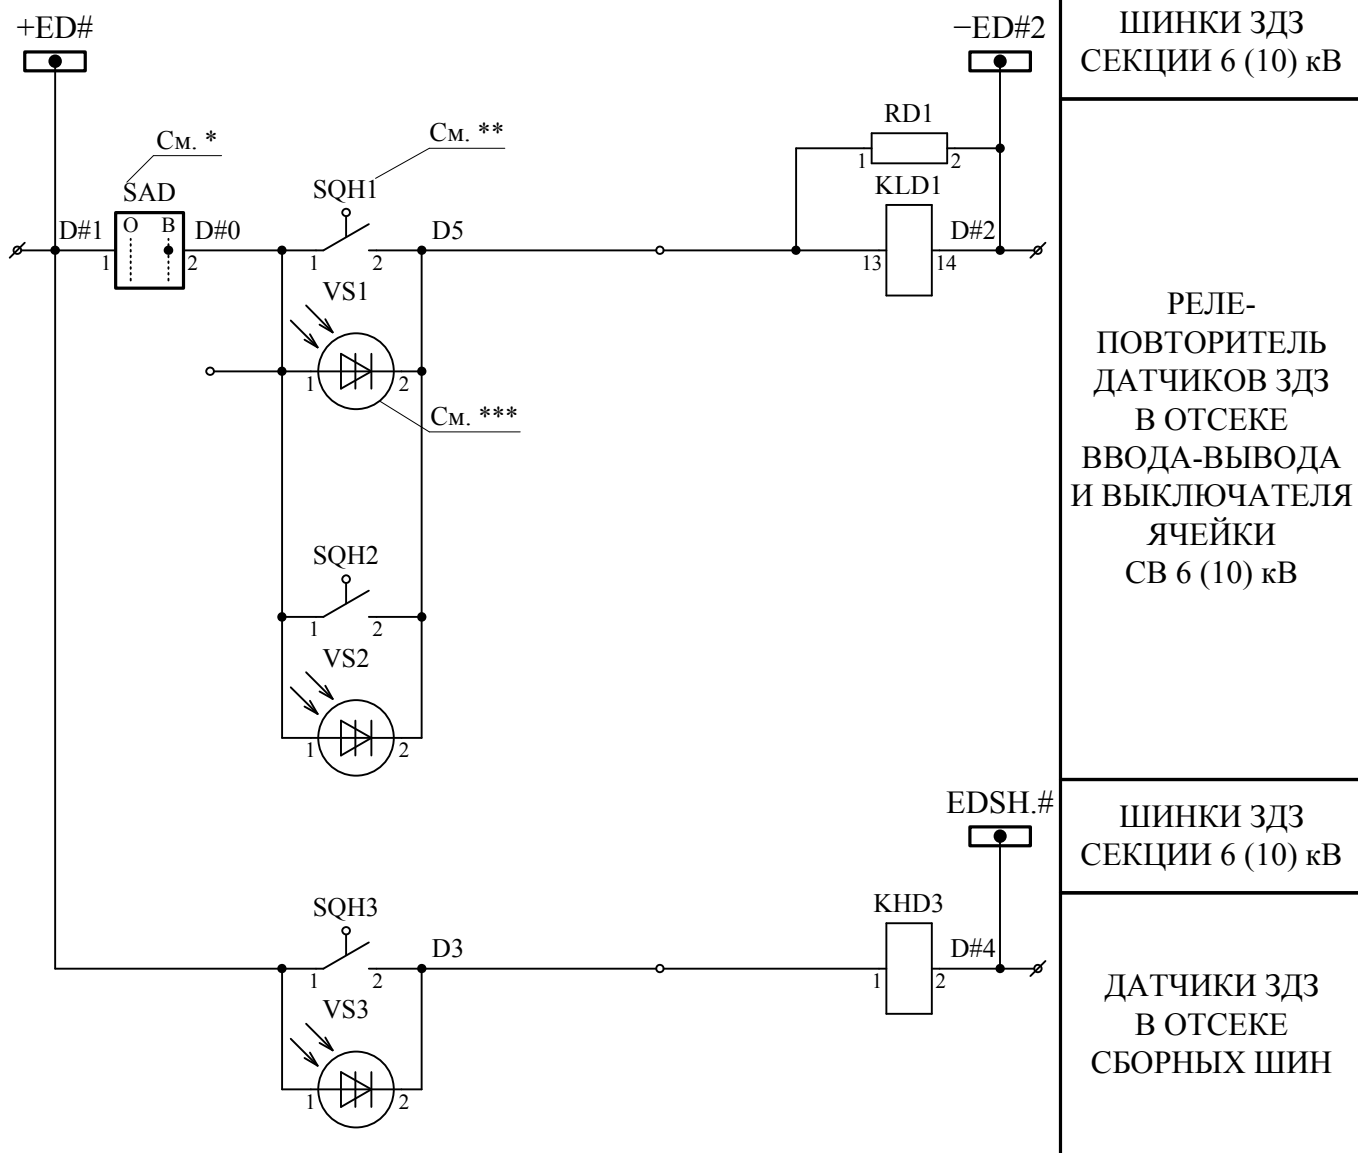 +ED#
−ED#2
ШИНКИ ЗДЗ
СЕКЦИИ 6 (10) кВ
RD1
1 2
См. *
См. **
SAD
SQH1
KLD1
О В
D#1
D#0
D5
D#2
1 2
1 2
13 14
VS1
1 2
См. ***
РЕЛЕ-
ПОВТОРИТЕЛЬ
ДАТЧИКОВ ЗДЗ
В ОТСЕКЕ
ВВОДА-ВЫВОДА
И ВЫКЛЮЧАТЕЛЯ
ЯЧЕЙКИ
СВ 6 (10) кВ
SQH2
1 2
VS2
1 2
EDSH.#
ШИНКИ ЗДЗ
СЕКЦИИ 6 (10) кВ
SQH3
KHD3
D3
D#4
1 2
1 2
VS3
1 2
ДАТЧИКИ ЗДЗ
В ОТСЕКЕ
СБОРНЫХ ШИН